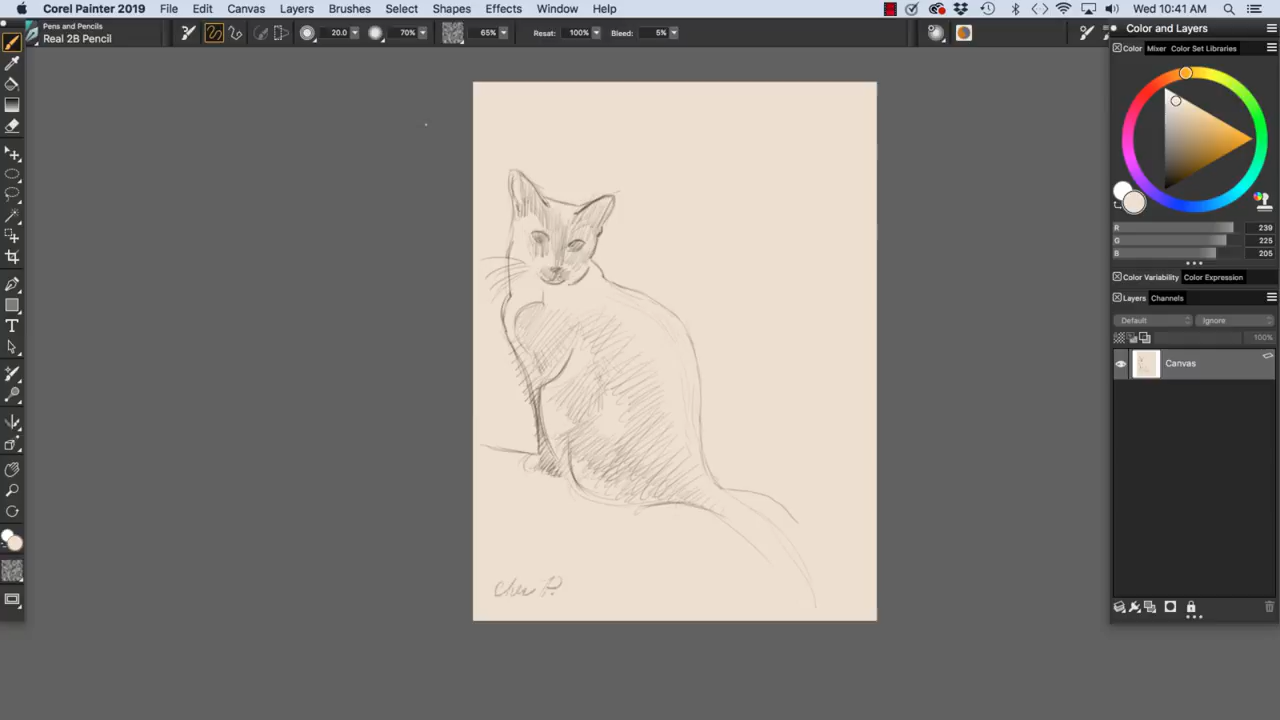 Corel Painter 2019 File Edit Canvas Layers Brushes Select Shapes Effects Window Help Wed 10:41 AM
Pens and Pencils
Real 2B Pencil
20.0 70% 65% Resat: 100% Bleed: 5%
Color and Layers
Color Mixer Color Set Libraries
R 239
G 225
B 205
Color Variability Color Expression
Layers Channels
Default Ignore
100%
Canvas
Cher P.